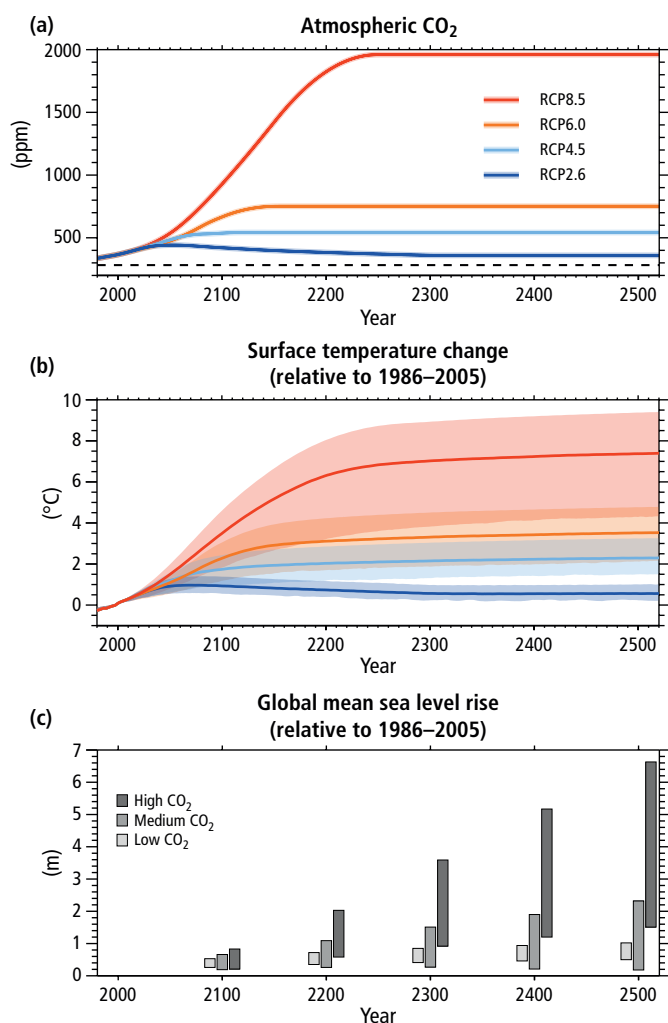 (a)
Atmospheric CO₂
2000
1500
1000
500
(ppm)
RCP8.5
RCP6.0
RCP4.5
RCP2.6
2000 2100 2200 2300 2400 2500
Year
(b)
Surface temperature change
(relative to 1986–2005)
10
8
6
4
2
0
(°C)
2000 2100 2200 2300 2400 2500
Year
(c)
Global mean sea level rise
(relative to 1986–2005)
7
6
5
4
3
2
1
0
(m)
High CO₂
Medium CO₂
Low CO₂
2000 2100 2200 2300 2400 2500
Year